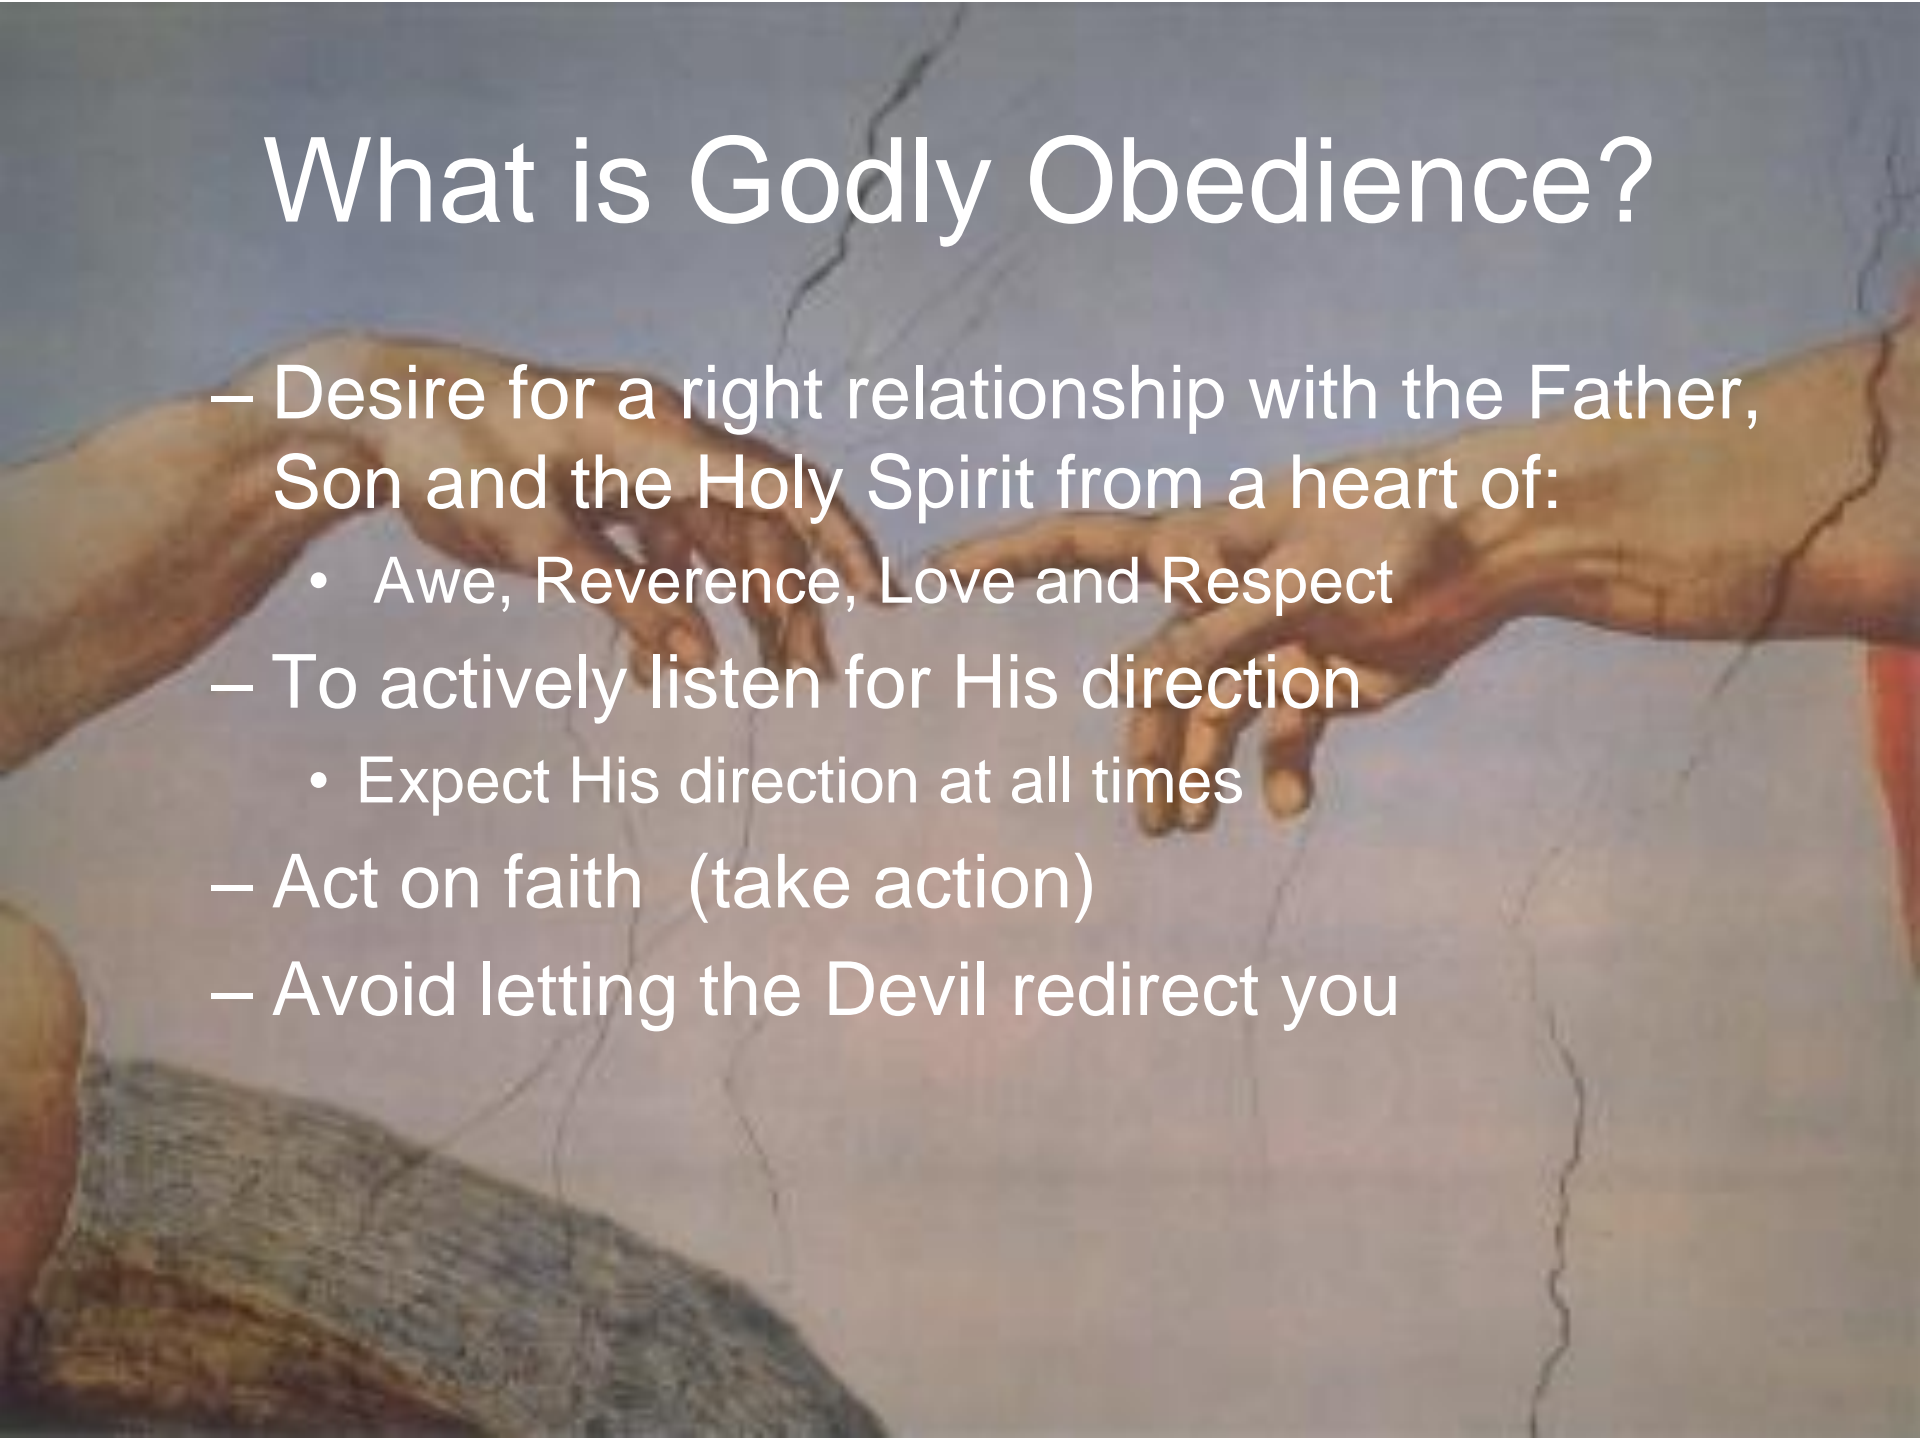 What is Godly Obedience?
– Desire for a right relationship with the Father,
Son and the Holy Spirit from a heart of:
• Awe, Reverence, Love and Respect
– To actively listen for His direction
• Expect His direction at all times
– Act on faith  (take action)
– Avoid letting the Devil redirect you